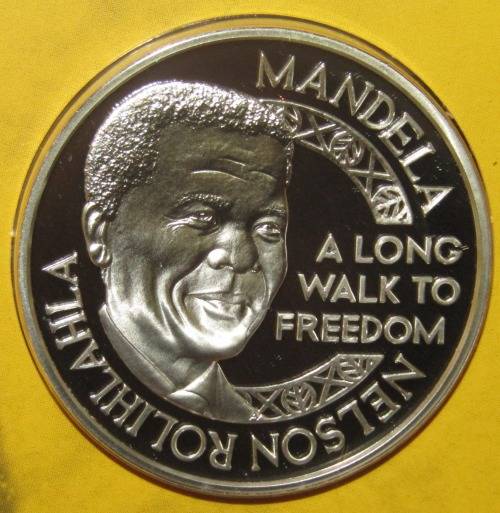 NELSON ROLIHLAHLA
MANDELA
A LONG
WALK TO
FREEDOM